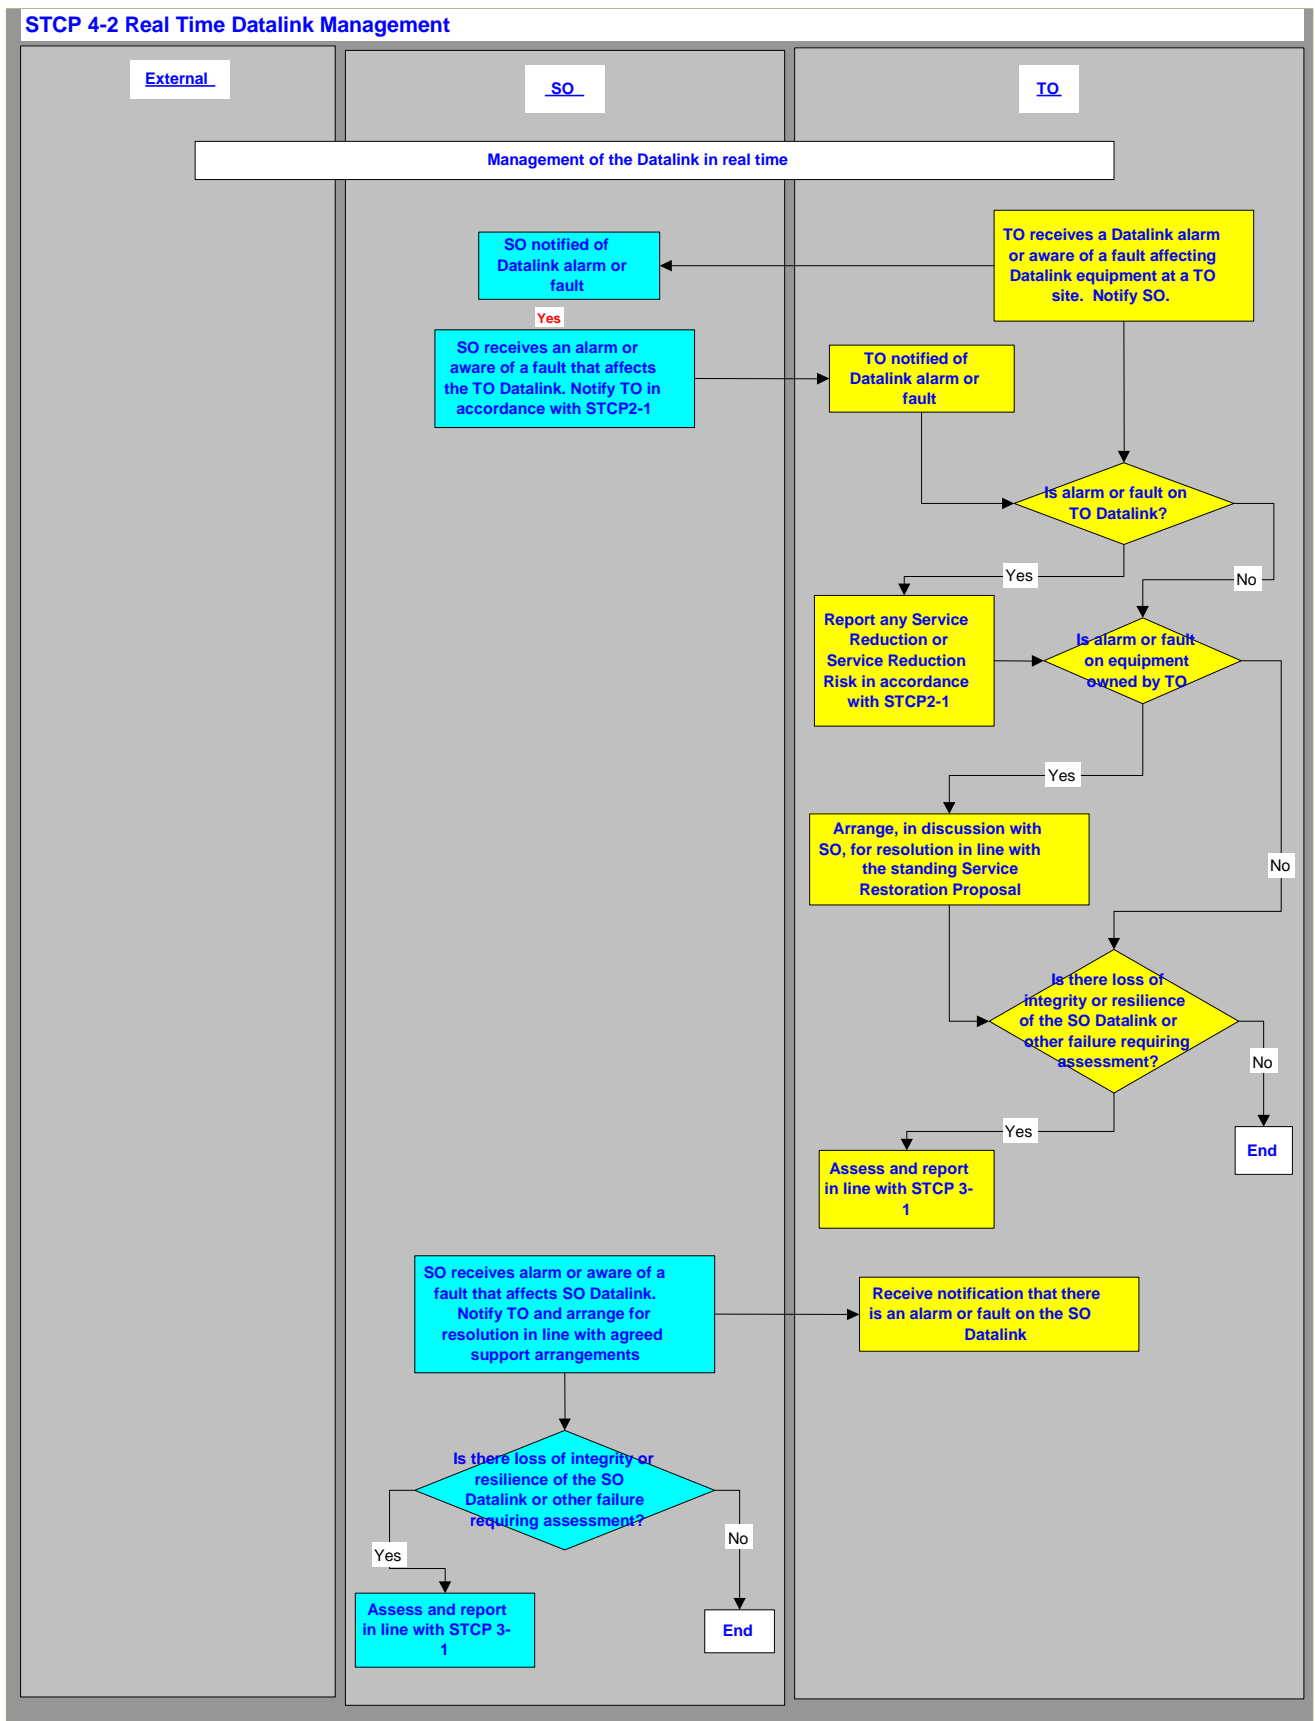 STCP 4-2 Real Time Datalink Management
External
SO
TO
Management of the Datalink in real time
SO notified of
Datalink alarm or
fault
TO receives a Datalink alarm
or aware of a fault affecting
Datalink equipment at a TO
site. Notify SO.
Yes
SO receives an alarm or
aware of a fault that affects
the TO Datalink. Notify TO in
accordance with STCP2-1
TO notified of
Datalink alarm or
fault
Is alarm or fault on
TO Datalink?
Yes
No
Report any Service
Reduction or
Service Reduction
Risk in accordance
with STCP2-1
Is alarm or fault
on equipment
owned by TO
Yes
Arrange, in discussion with
SO, for resolution in line with
the standing Service
Restoration Proposal
No
Is there loss of
integrity or resilience
of the SO Datalink or
other failure requiring
assessment?
No
Yes
End
Assess and report
in line with STCP 3-
1
SO receives alarm or aware of a
fault that affects SO Datalink.
Notify TO and arrange for
resolution in line with agreed
support arrangements
Receive notification that there
is an alarm or fault on the SO
Datalink
Is there loss of integrity or
resilience of the SO
Datalink or other failure
requiring assessment?
No
Yes
Assess and report
in line with STCP 3-
1
End